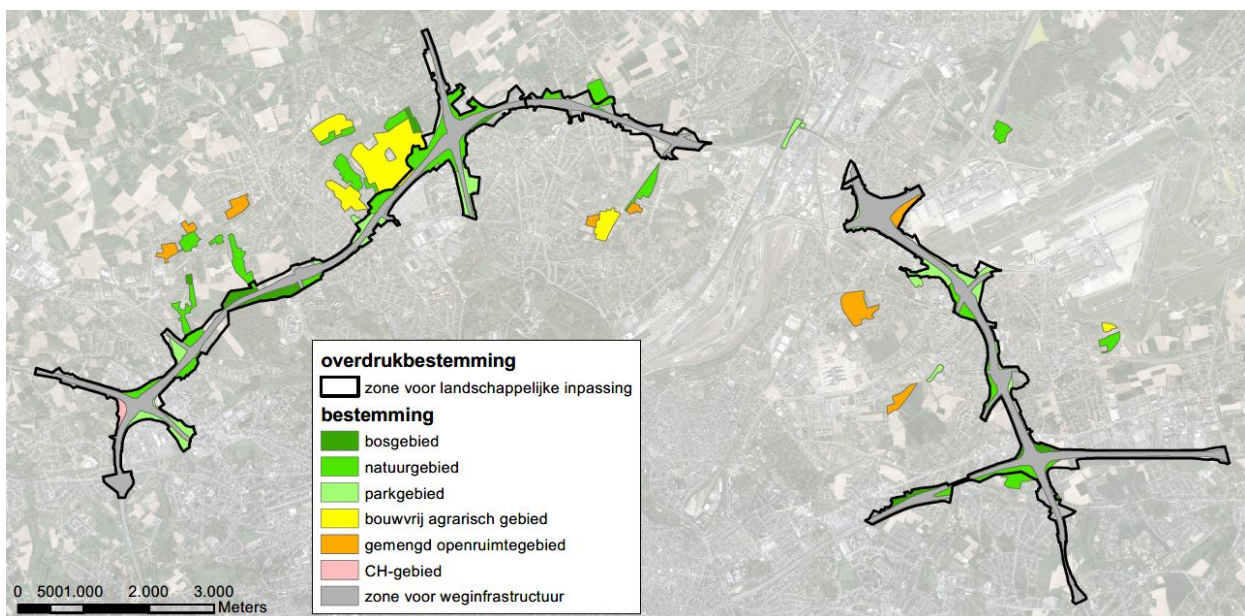 overdrukbestemming
zone voor landschappelijke inpassing
bestemming
bosgebied
natuurgebied
parkgebied
bouwvrij agrarisch gebied
gemengd openruimtegebied
CH-gebied
zone voor weginfrastructuur
0 5001.000 2.000 3.000
Meters